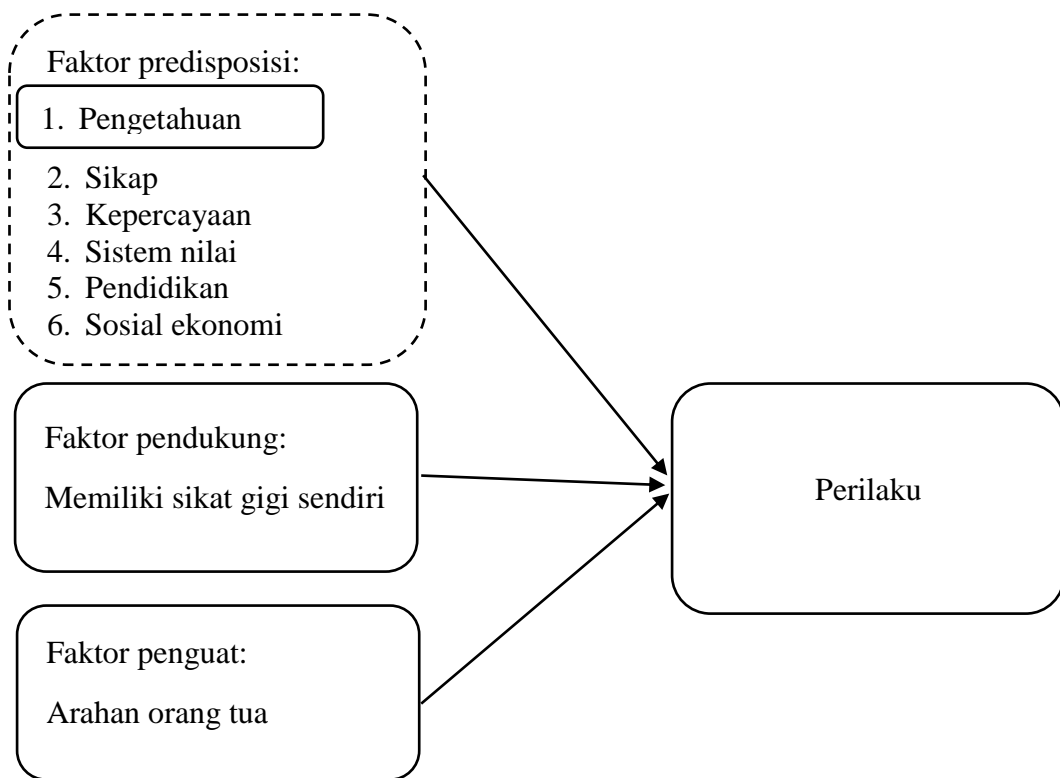 Faktor predisposisi:
1. Pengetahuan
2. Sikap
3. Kepercayaan
4. Sistem nilai
5. Pendidikan
6. Sosial ekonomi
Faktor pendukung:
Memiliki sikat gigi sendiri
Perilaku
Faktor penguat:
Arahan orang tua